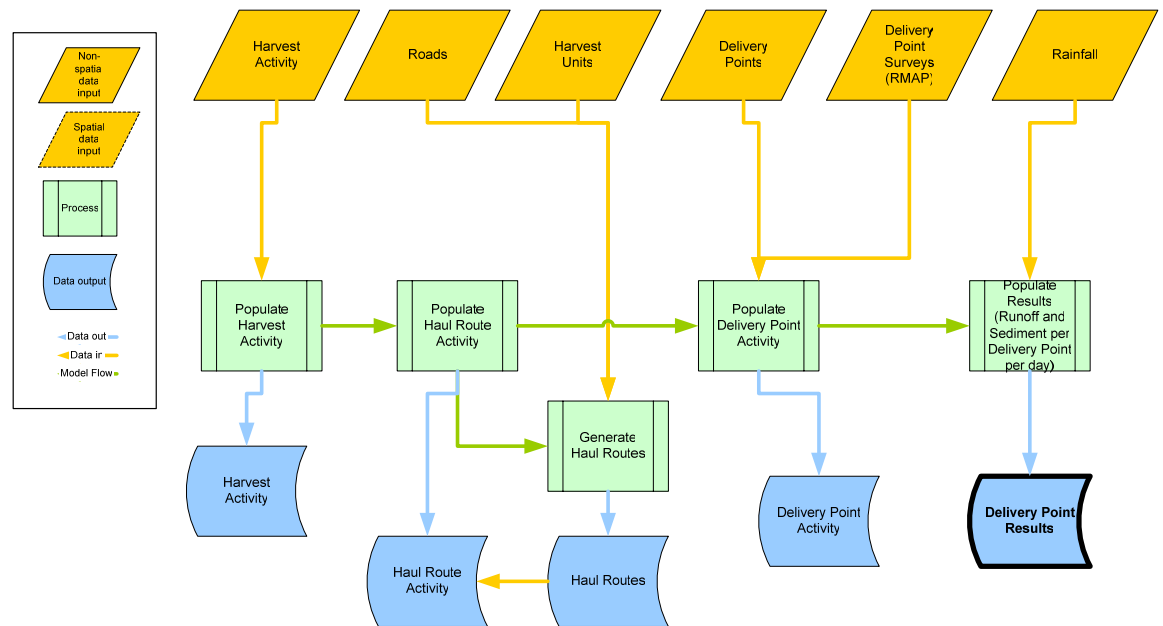 Non-
spatial
data
input
Spatial
data
input
Process
Data output
Data out
Data in
Model Flow
Harvest
Activity
Roads
Harvest
Units
Delivery
Points
Delivery
Point
Surveys
(RMAP)
Rainfall
Populate
Harvest
Activity
Populate
Haul Route
Activity
Populate
Delivery Point
Activity
Populate
Results
(Runoff and
Sediment per
Delivery Point
per day)
Generate
Haul Routes
Harvest
Activity
Haul Route
Activity
Haul Routes
Delivery Point
Activity
Delivery Point
Results